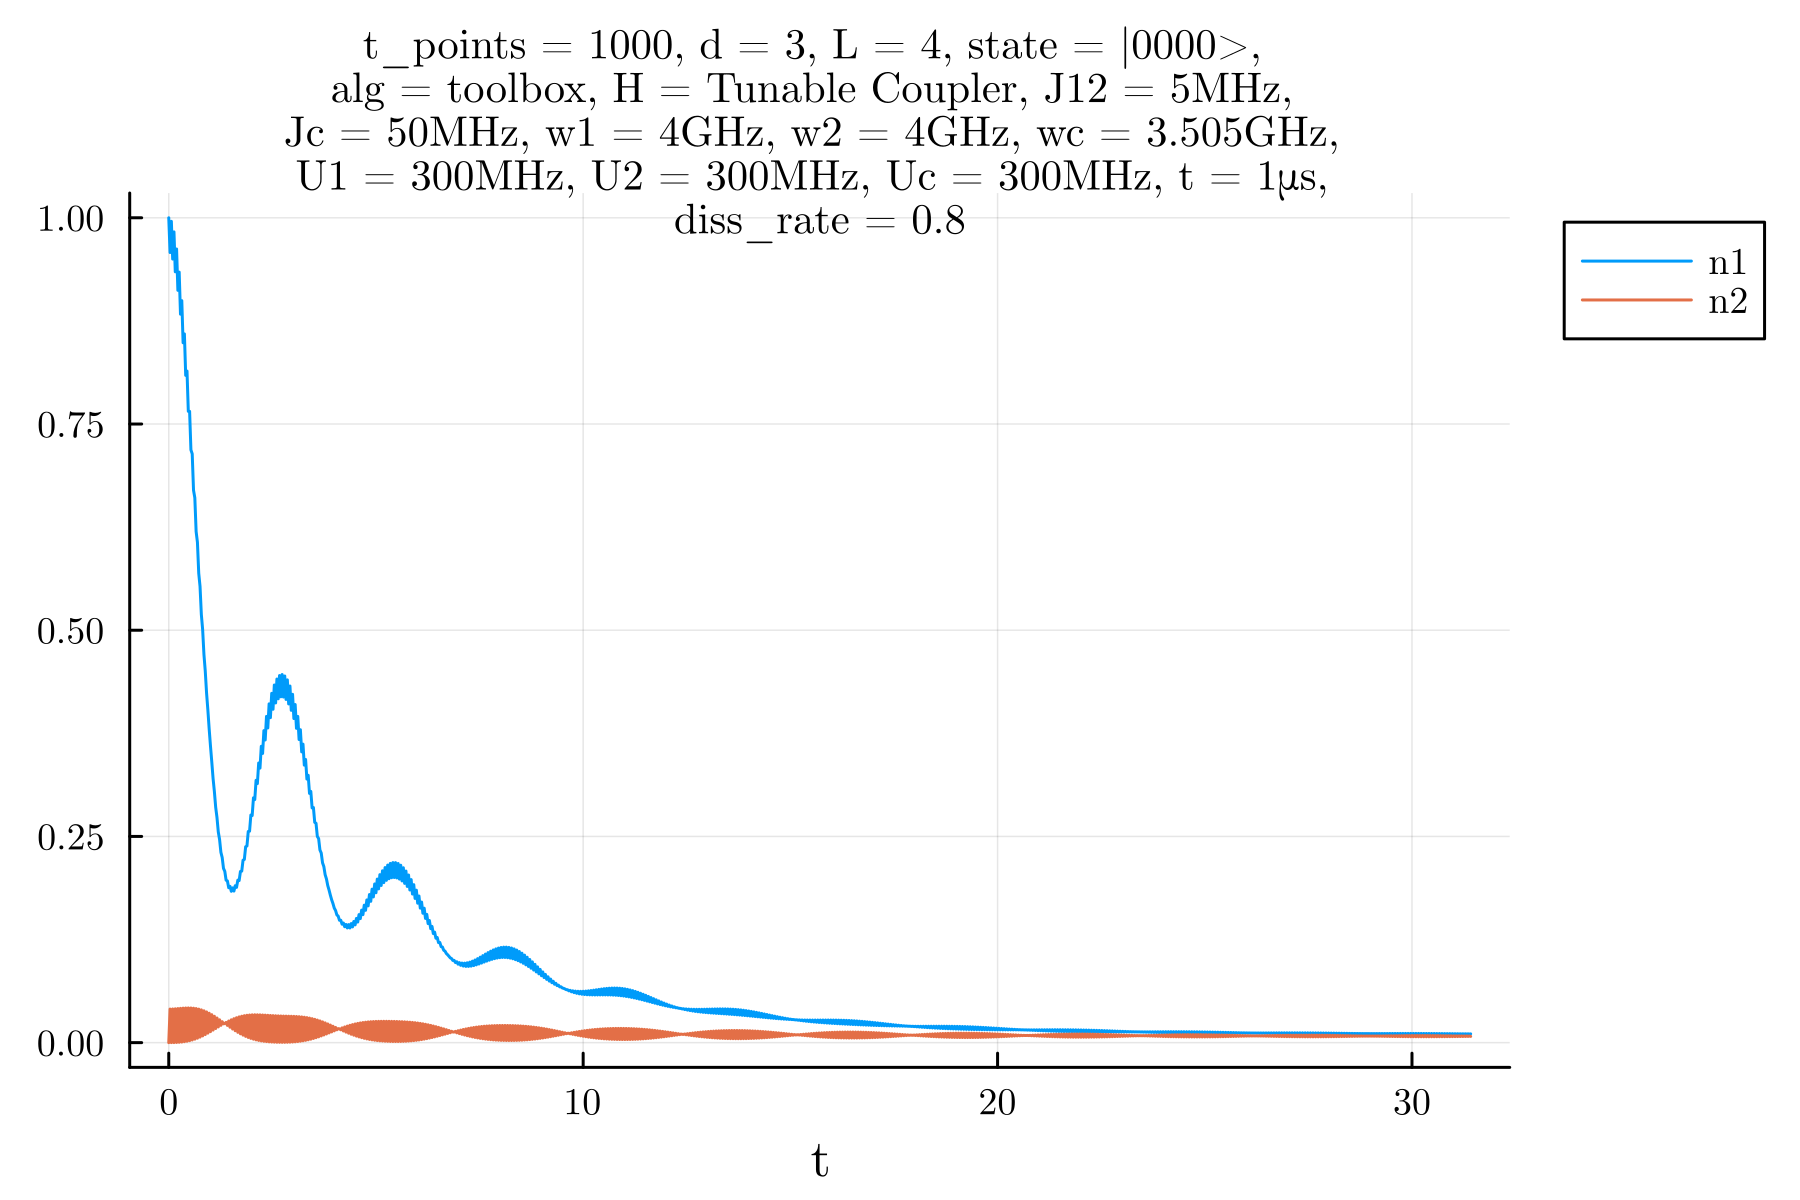 t_points = 1000, d = 3, L = 4, state = |0000>,
alg = toolbox, H = Tunable Coupler, J12 = 5MHz,
Jc = 50MHz, w1 = 4GHz, w2 = 4GHz, wc = 3.505GHz,
U1 = 300MHz, U2 = 300MHz, Uc = 300MHz, t = 1μs,
diss_rate = 0.8
1.00
0.75
0.50
0.25
0.00
n1
n2
0 10 20 30
t